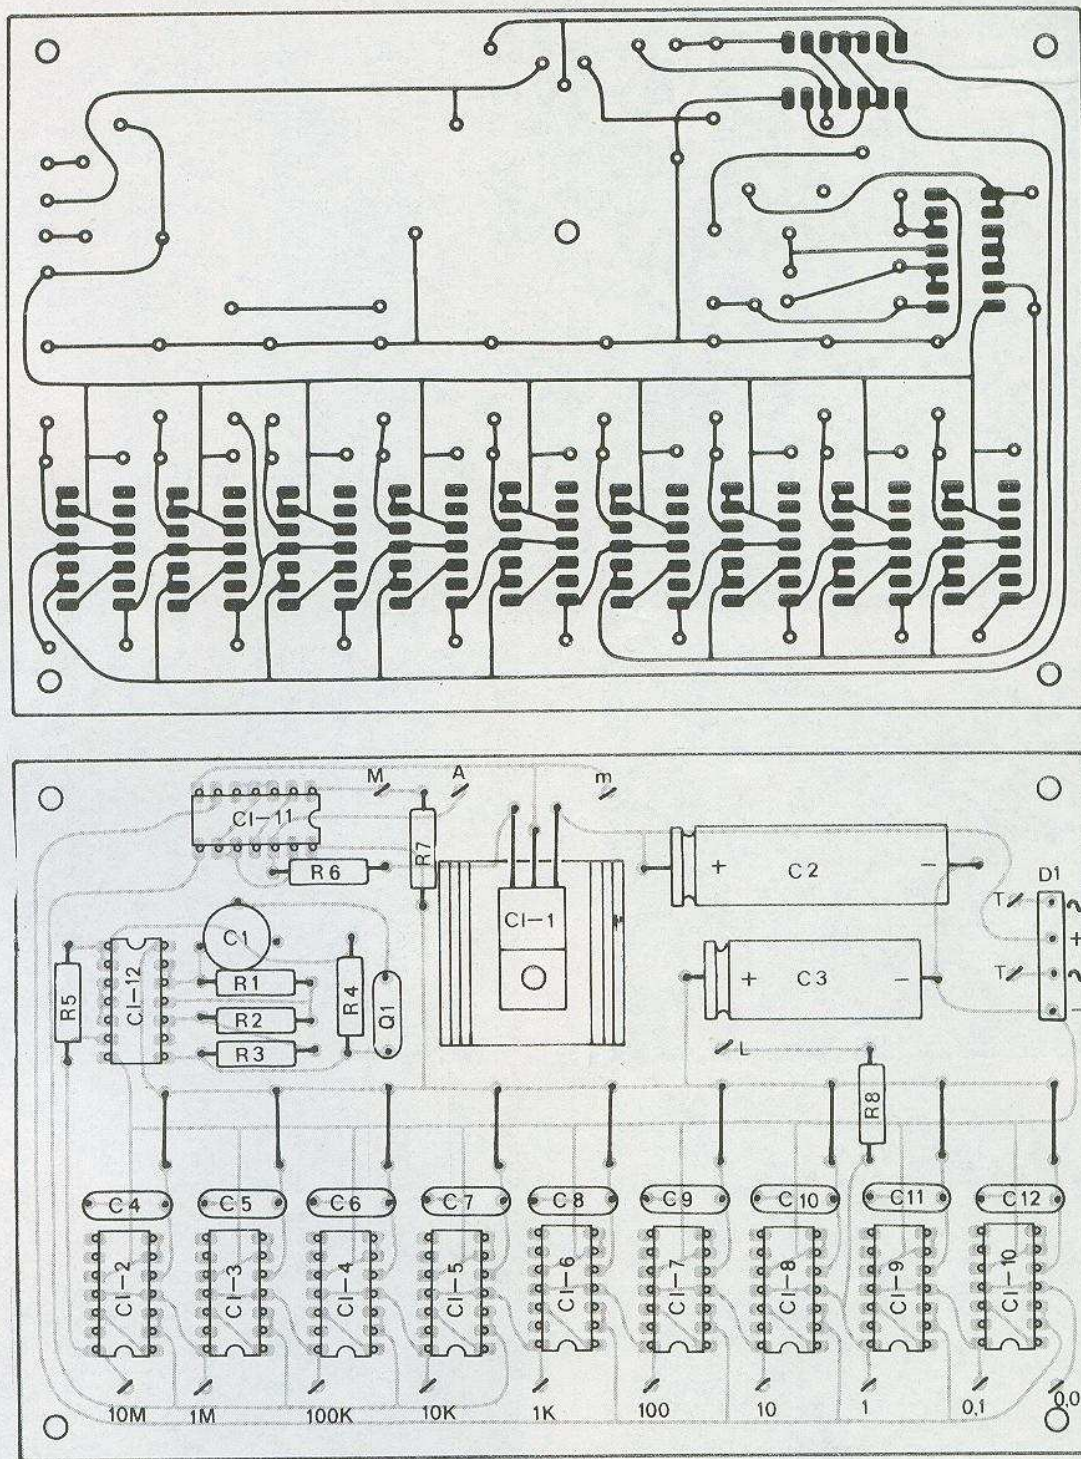 M
A
m
CI-11
R7
R6
+
C2
-
D1
CI-1
T
C1
+
CI-12
R1
R4
+
C3
-
T
R5
R2
Q1
-
R3
L
R8
C4
C5
C6
C7
C8
C9
C10
C11
C12
CI-2
CI-3
CI-4
CI-5
CI-6
CI-7
CI-8
CI-9
CI-10
10M
1M
100K
10K
1K
100
10
1
0,1
0,0